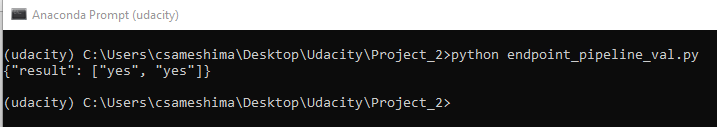 Anaconda Prompt (udacity)
(udacity) C:\Users\csameshima\Desktop\Udacity\Project_2>python endpoint_pipeline_val.py
{"result": ["yes", "yes"]}
(udacity) C:\Users\csameshima\Desktop\Udacity\Project_2>